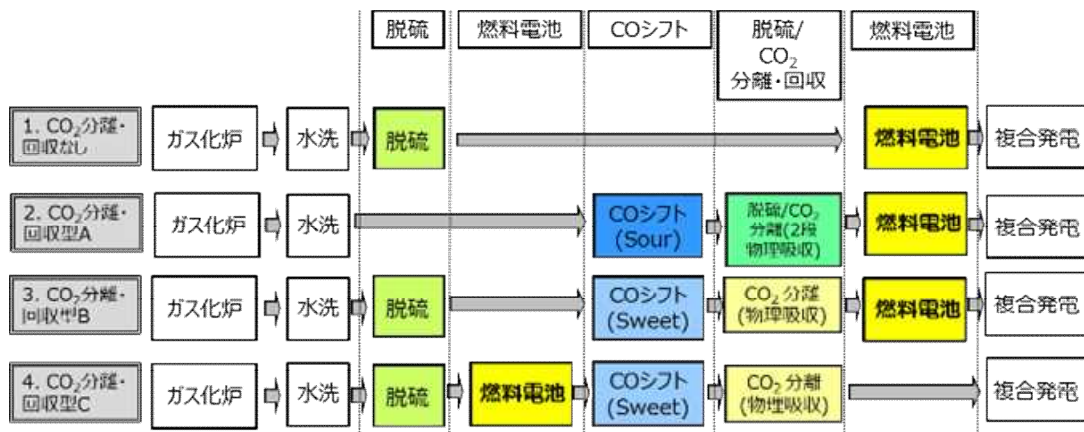 脱硫
燃料電池
COシフト
脱硫/
CO2
分離・回収
燃料電池
1. CO2分離・
回収なし
ガス化炉
水洗
脱硫
燃料電池
複合発電
2. CO2分離・
回収型A
ガス化炉
水洗
COシフト
(Sour)
脱硫/CO2
分離(2段
物理吸収)
燃料電池
複合発電
3. CO2分離・
回収型B
ガス化炉
水洗
脱硫
COシフト
(Sweet)
CO2分離
(物理吸収)
燃料電池
複合発電
4. CO2分離・
回収型C
ガス化炉
水洗
脱硫
燃料電池
COシフト
(Sweet)
CO2分離
(物理吸収)
複合発電